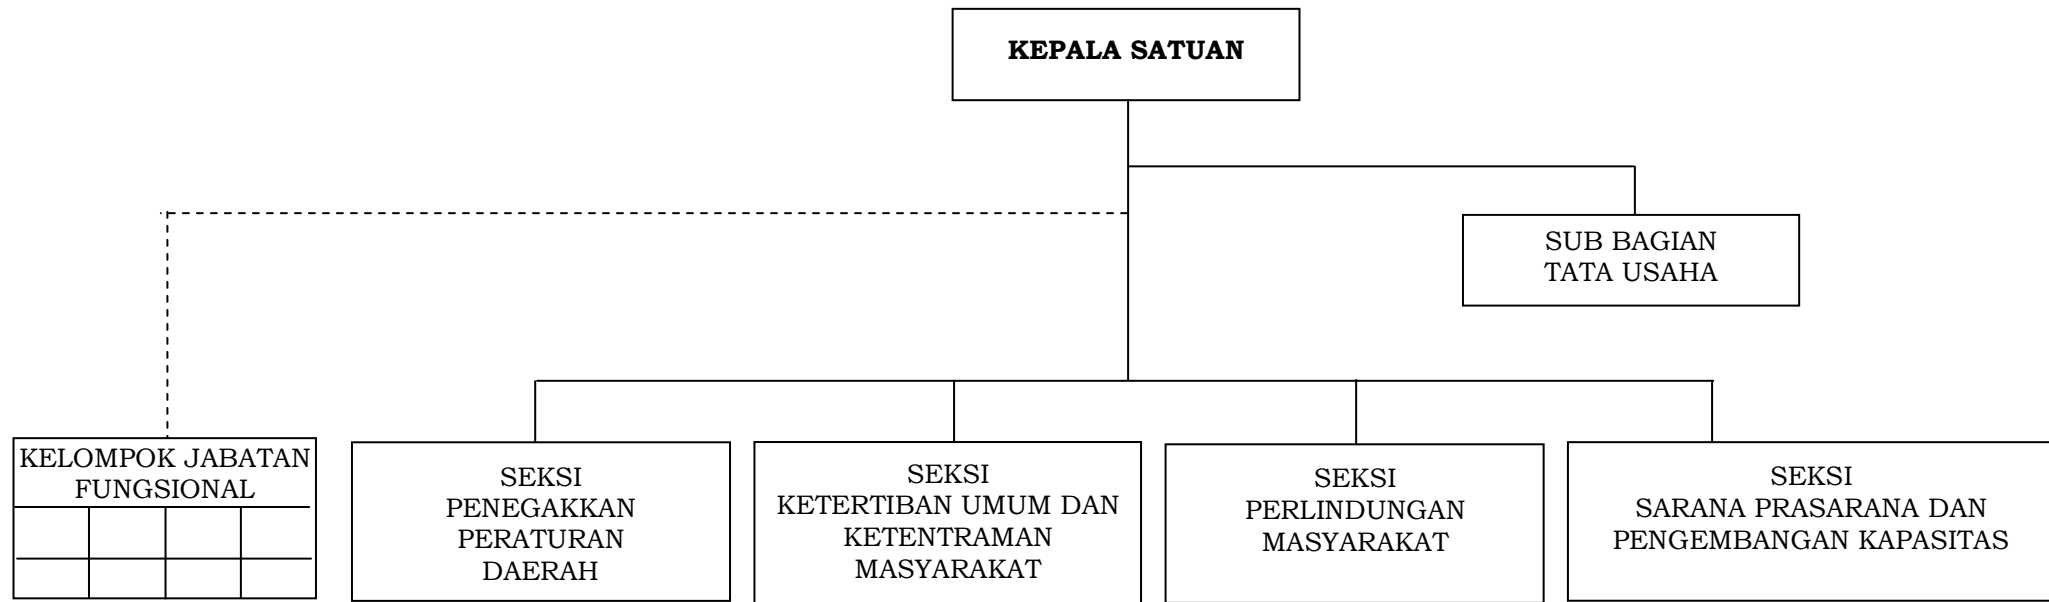 KEPALA SATUAN
SUB BAGIAN
TATA USAHA
KELOMPOK JABATAN
FUNGSIONAL
SEKSI
PENEGAKKAN
PERATURAN
DAERAH
SEKSI
KETERTIBAN UMUM DAN
KETENTRAMAN
MASYARAKAT
SEKSI
PERLINDUNGAN
MASYARAKAT
SEKSI
SARANA PRASARANA DAN
PENGEMBANGAN KAPASITAS